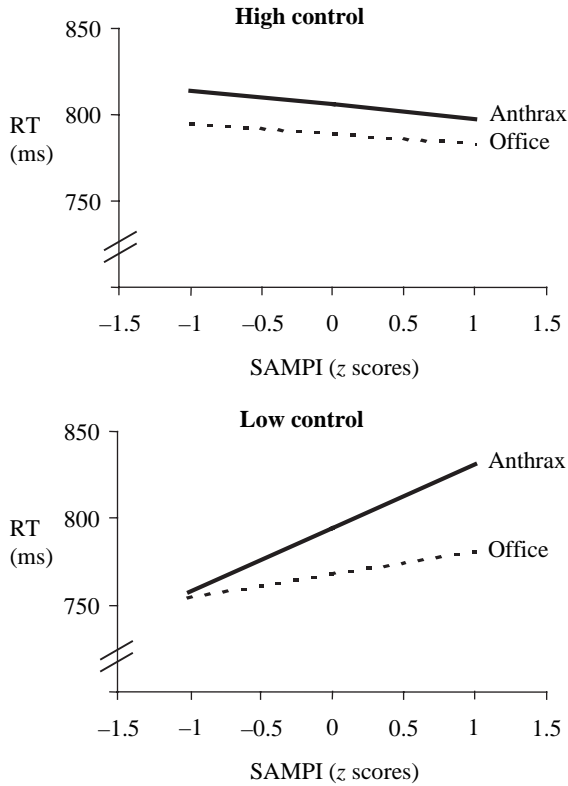 High control
850
800
750
RT
(ms)
Anthrax
Office
–1.5 –1 –0.5 0 0.5 1 1.5
SAMPI (z scores)
Low control
850
800
750
RT
(ms)
Anthrax
Office
–1.5 –1 –0.5 0 0.5 1 1.5
SAMPI (z scores)